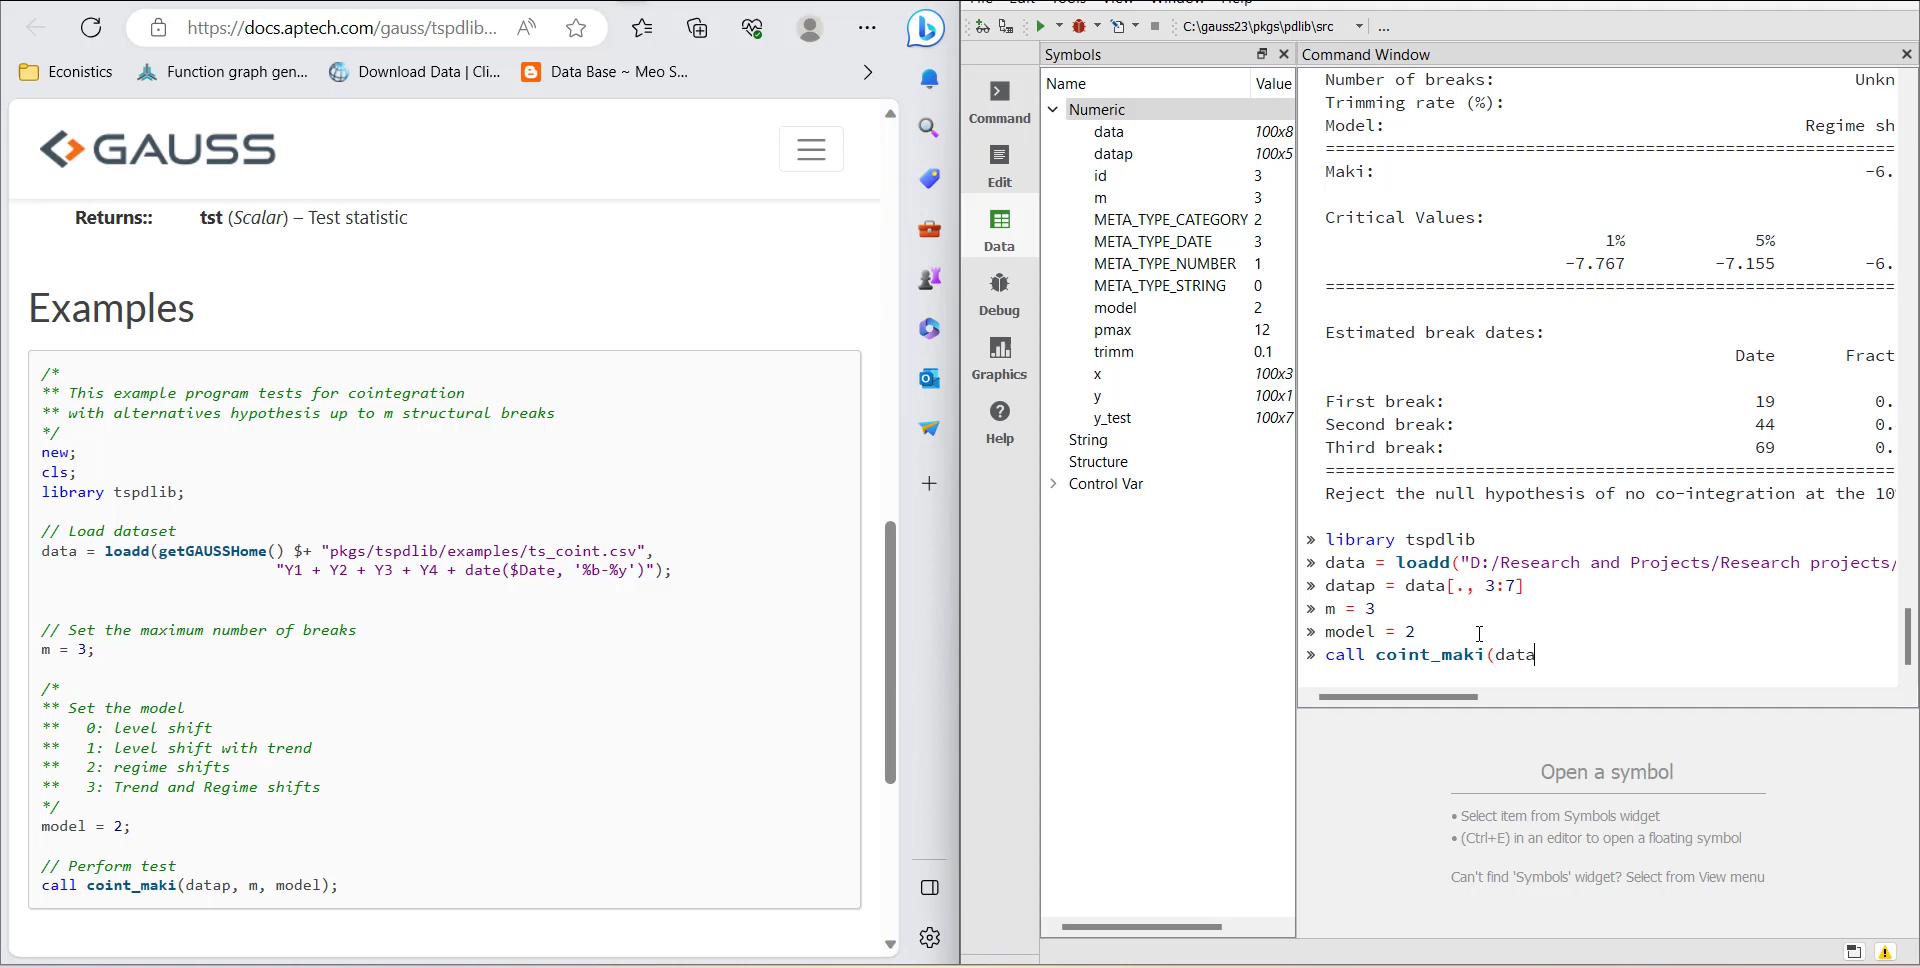 https://docs.aptech.com/gauss/tspdlib...
Econistics
Function graph gen...
Download Data | Cli...
Data Base ~ Meo S...
GAUSS
Returns:: tst (Scalar) – Test statistic
Examples
/*
** This example program tests for cointegration
** with alternatives hypothesis up to m structural breaks
*/
new;
cls;
library tspdlib;
// Load dataset
data = loadd(getGAUSSHome() $+ "pkgs/tspdlib/examples/ts_coint.csv",
"Y1 + Y2 + Y3 + Y4 + date($Date, '%b-%y')");
// Set the maximum number of breaks
m = 3;
/*
** Set the model
** 0: level shift
** 1: level shift with trend
** 2: regime shifts
** 3: Trend and Regime shifts
*/
model = 2;
// Perform test
call coint_maki(datap, m, model);
C:\gauss23\pkgs\pdlib\src
...
Command
Edit
Data
Debug
Graphics
Help
Symbols
Name Value
Numeric
data 100x8
datap 100x5
id 3
m 3
META_TYPE_CATEGORY 2
META_TYPE_DATE 3
META_TYPE_NUMBER 1
META_TYPE_STRING 0
model 2
pmax 12
trimm 0.1
x 100x3
y 100x1
y_test 100x7
String
Structure
Control Var
Command Window
Number of breaks: Unkn
Trimming rate (%):
Model: Regime sh
=========================================================
Maki: -6.
Critical Values:
1% 5%
-7.767 -7.155 -6.
=========================================================
Estimated break dates:
Date Fract
First break: 19 0.
Second break: 44 0.
Third break: 69 0.
=========================================================
Reject the null hypothesis of no co-integration at the 10
» library tspdlib
» data = loadd("D:/Research and Projects/Research projects/
» datap = data[., 3:7]
» m = 3
» model = 2
» call coint_maki(data
Open a symbol
• Select item from Symbols widget
• (Ctrl+E) in an editor to open a floating symbol
Can't find 'Symbols' widget? Select from View menu